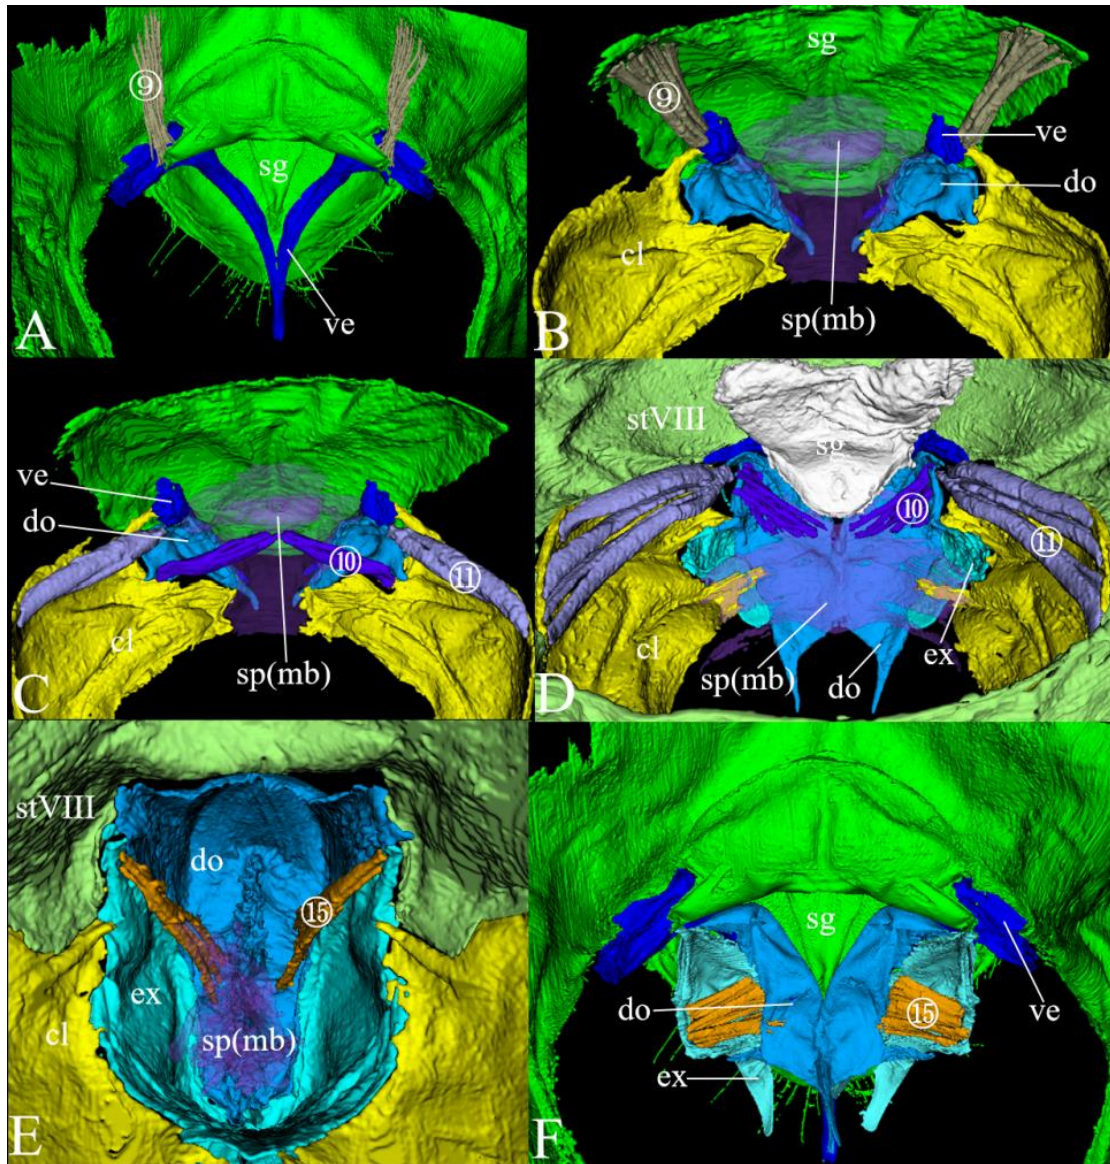 ⑨
sg
ve
A
sg
⑨
ve
do
cl
sp(mb)
B
ve
do
⑩
⑪
cl
sp(mb)
C
stVIII
sg
⑩
⑪
ex
cl
sp(mb)
do
D
stVIII
do
⑮
ex
cl
sp(mb)
E
sg
do
⑮
ve
ex
F